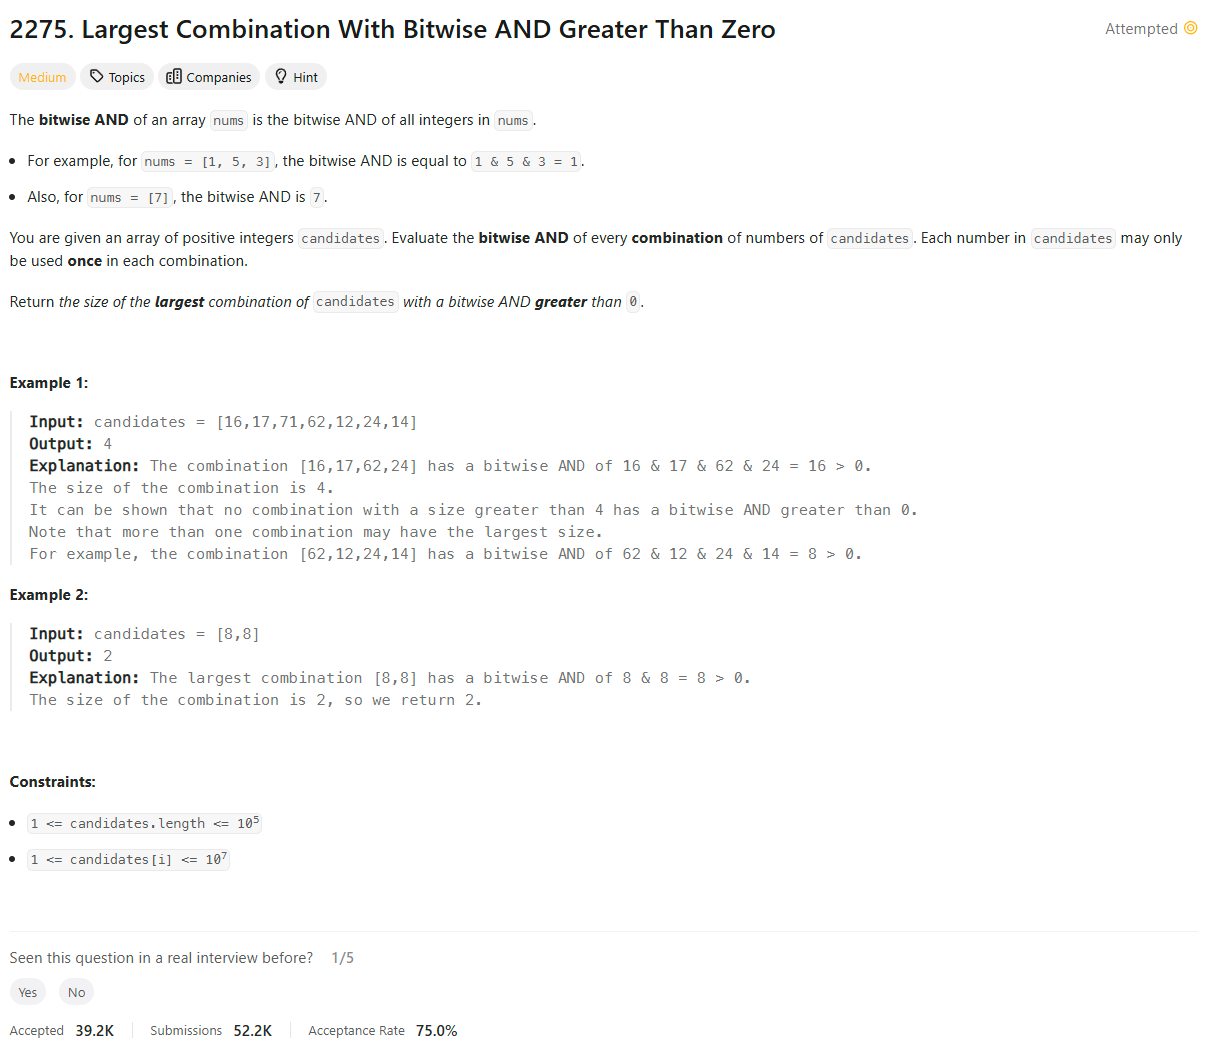 2275. Largest Combination With Bitwise AND Greater Than Zero
Attempted
Medium Topics Companies Hint
The bitwise AND of an array nums is the bitwise AND of all integers in nums.
• For example, for nums = [1, 5, 3], the bitwise AND is equal to 1 & 5 & 3 = 1.
• Also, for nums = [7], the bitwise AND is 7.
You are given an array of positive integers candidates. Evaluate the bitwise AND of every combination of numbers of candidates. Each number in candidates may only
be used once in each combination.
Return the size of the largest combination of candidates with a bitwise AND greater than 0.
Example 1:
Input: candidates = [16,17,71,62,12,24,14]
Output: 4
Explanation: The combination [16,17,62,24] has a bitwise AND of 16 & 17 & 62 & 24 = 16 > 0.
The size of the combination is 4.
It can be shown that no combination with a size greater than 4 has a bitwise AND greater than 0.
Note that more than one combination may have the largest size.
For example, the combination [62,12,24,14] has a bitwise AND of 62 & 12 & 24 & 14 = 8 > 0.
Example 2:
Input: candidates = [8,8]
Output: 2
Explanation: The largest combination [8,8] has a bitwise AND of 8 & 8 = 8 > 0.
The size of the combination is 2, so we return 2.
Constraints:
• 1 <= candidates.length <= 10⁵
• 1 <= candidates[i] <= 10⁷
Seen this question in a real interview before? 1/5
Yes No
Accepted 39.2K Submissions 52.2K Acceptance Rate 75.0%